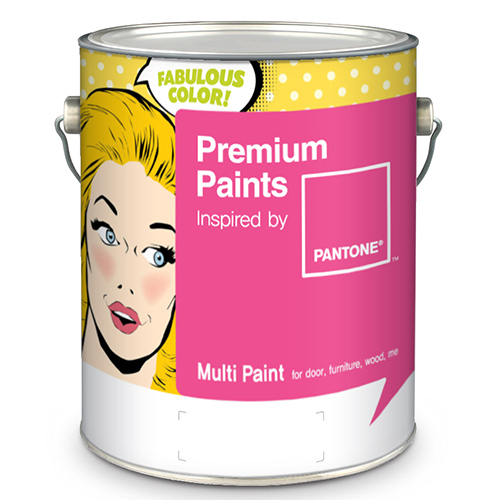 FABULOUS
COLOR!
Premium
Paints
Inspired by
PANTONE®
™
Multi Paint for door, furniture, wood, me